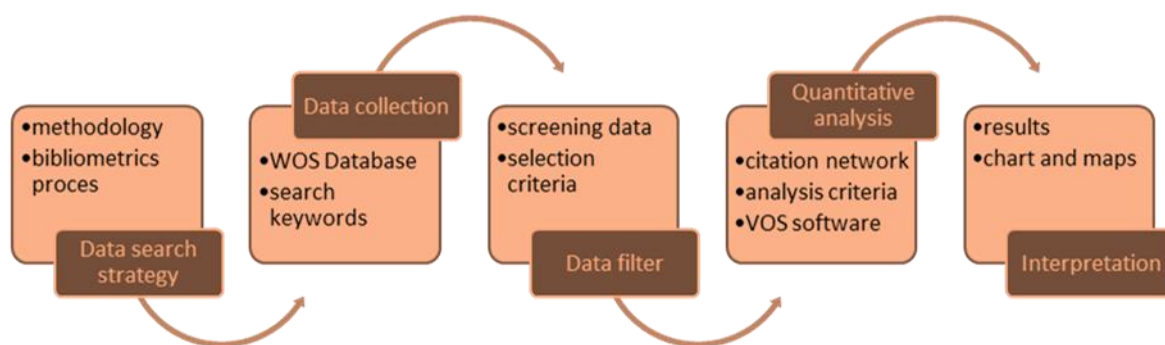 •methodology
•bibliometrics
proces
Data search
strategy
Data collection
•WOS Database
•search
keywords
•screening data
•selection
criteria
Data filter
Quantitative
analysis
•citation network
•analysis criteria
•VOS software
•results
•chart and maps
Interpretation